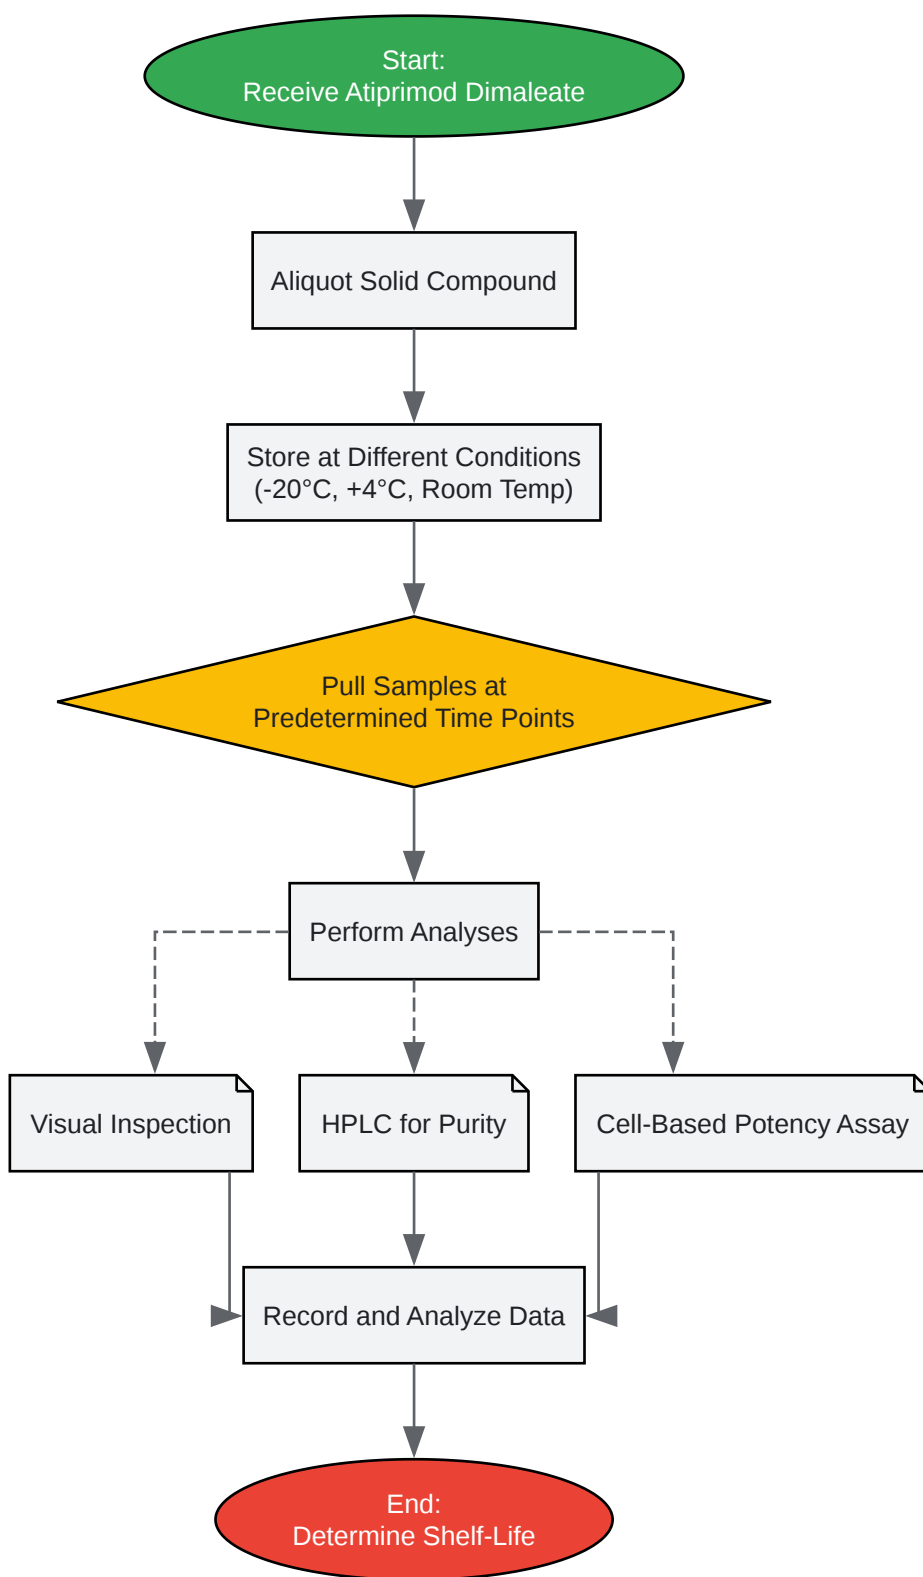 Start:
Receive Atiprimod Dimaleate
Aliquot Solid Compound
Store at Different Conditions
(-20°C, +4°C, Room Temp)
Pull Samples at
Predetermined Time Points
Perform Analyses
Visual Inspection
HPLC for Purity
Cell-Based Potency Assay
Record and Analyze Data
End:
Determine Shelf-Life